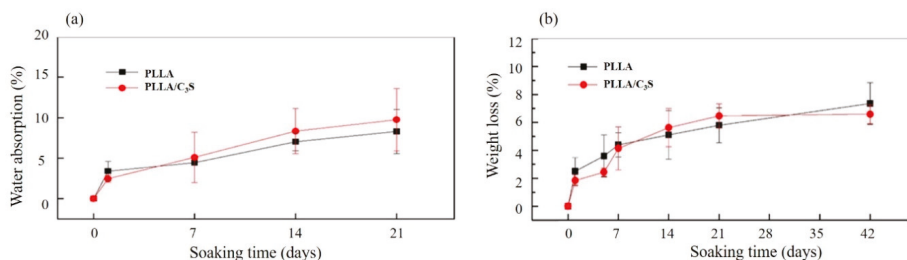 (a)
20
15
10
5
0
Water absorption (%)
PLLA
PLLA/C₃S
0 7 14 21
Soaking time (days)
(b)
12
10
8
6
4
2
0
Weight loss (%)
PLLA
PLLA/C₃S
0 7 14 21 28 35 42
Soaking time (days)